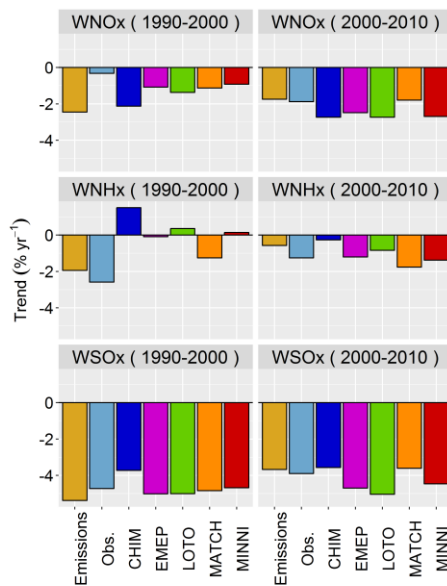 WNOx ( 1990-2000 ) WNOx ( 2000-2010 )
0
-2
-4
WNHx ( 1990-2000 ) WNHx ( 2000-2010 )
0
-2
-4
WSOx ( 1990-2000 ) WSOx ( 2000-2010 )
0
-2
-4
Trend (% yr⁻¹)
Emissions Obs. CHIM EMEP LOTO MATCH MINNI Emissions Obs. CHIM EMEP LOTO MATCH MINNI